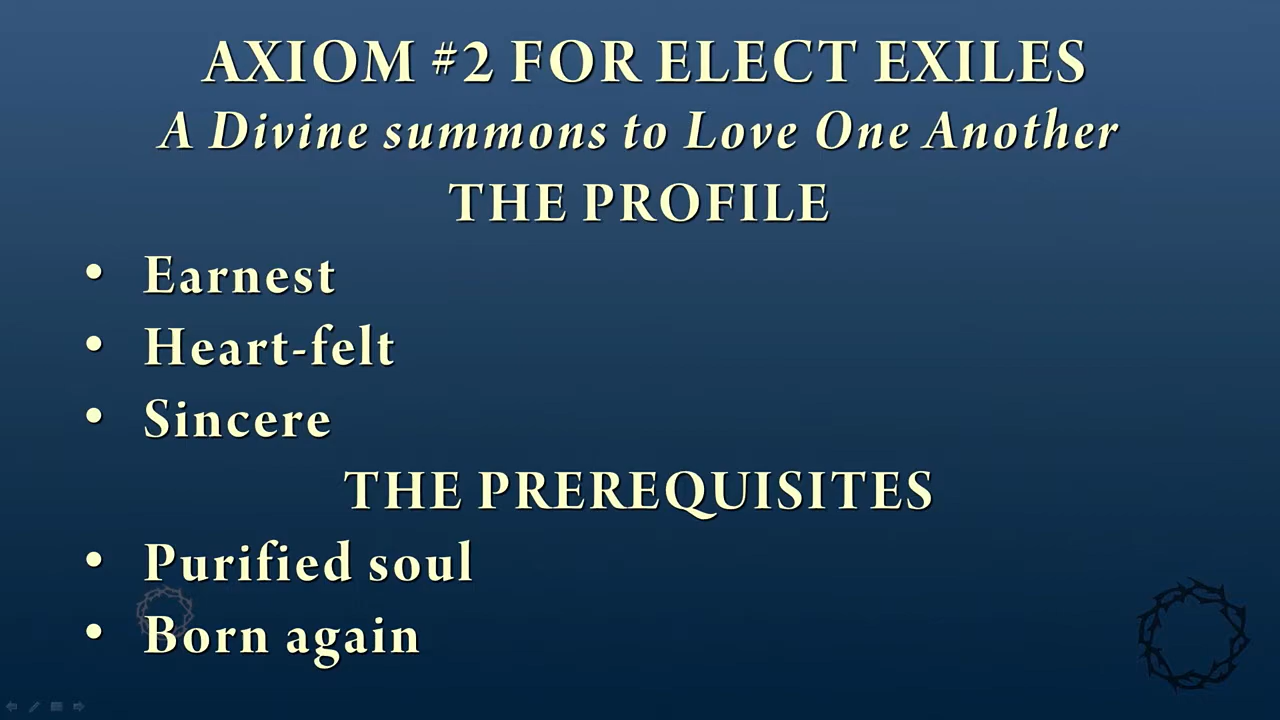 AXIOM #2 FOR ELECT EXILES
A Divine summons to Love One Another
THE PROFILE
• Earnest
• Heart-felt
• Sincere
THE PREREQUISITES
• Purified soul
• Born again